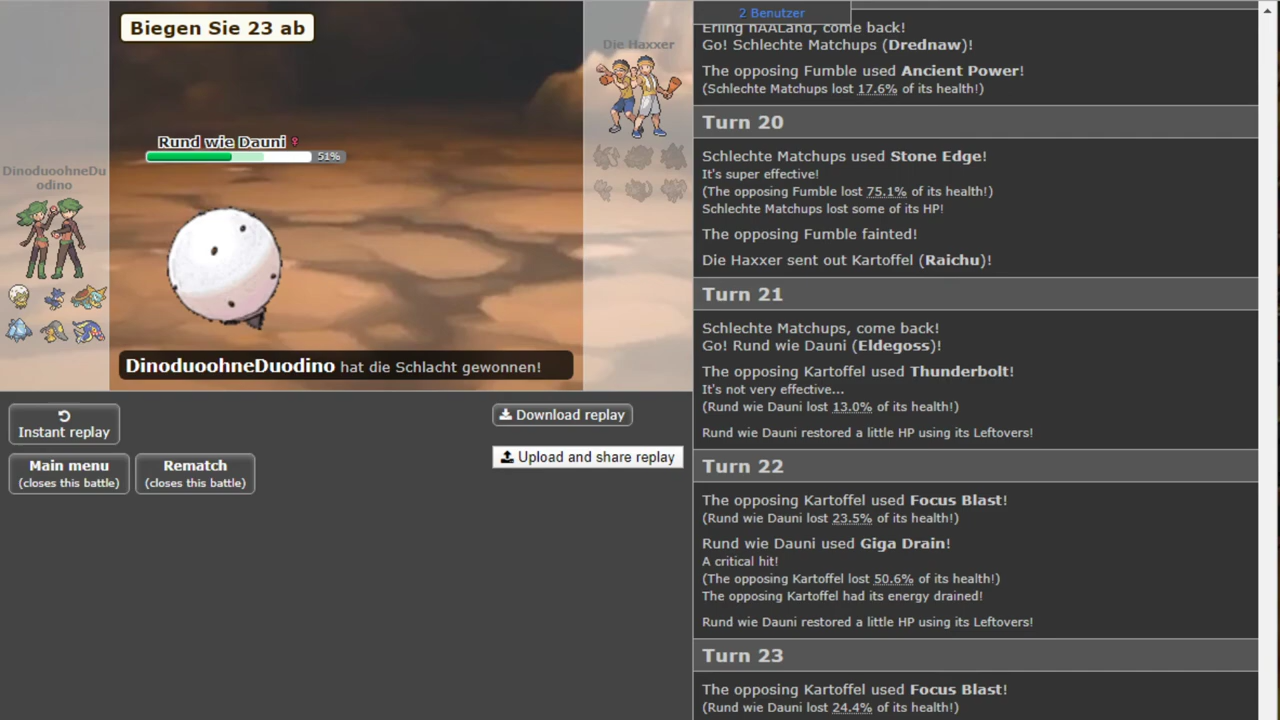 Biegen Sie 23 ab
Die Haxxer
Rund wie Dauni ♀
51%
DinoduoohneDu
odino
DinoduoohneDuodino hat die Schlacht gewonnen!
Instant replay
Download replay
Upload and share replay
Main menu
(closes this battle)
Rematch
(closes this battle)
2 Benutzer
Erling hAALand, come back!
Go! Schlechte Matchups (Drednaw)!
The opposing Fumble used Ancient Power!
(Schlechte Matchups lost 17.6% of its health!)
Turn 20
Schlechte Matchups used Stone Edge!
It's super effective!
(The opposing Fumble lost 75.1% of its health!)
Schlechte Matchups lost some of its HP!
The opposing Fumble fainted!
Die Haxxer sent out Kartoffel (Raichu)!
Turn 21
Schlechte Matchups, come back!
Go! Rund wie Dauni (Eldegoss)!
The opposing Kartoffel used Thunderbolt!
It's not very effective...
(Rund wie Dauni lost 13.0% of its health!)
Rund wie Dauni restored a little HP using its Leftovers!
Turn 22
The opposing Kartoffel used Focus Blast!
(Rund wie Dauni lost 23.5% of its health!)
Rund wie Dauni used Giga Drain!
A critical hit!
(The opposing Kartoffel lost 50.6% of its health!)
The opposing Kartoffel had its energy drained!
Rund wie Dauni restored a little HP using its Leftovers!
Turn 23
The opposing Kartoffel used Focus Blast!
(Rund wie Dauni lost 24.4% of its health!)